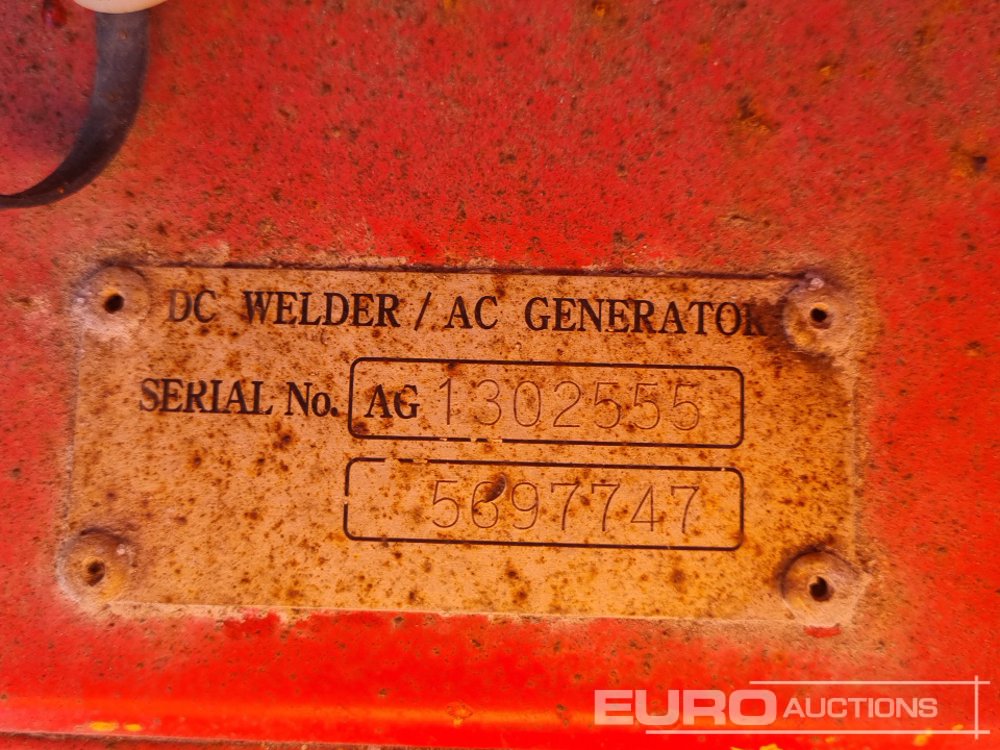 DC WELDER / AC GENERATOR
SERIAL No. AG 1302555
5697747
EURO AUCTIONS